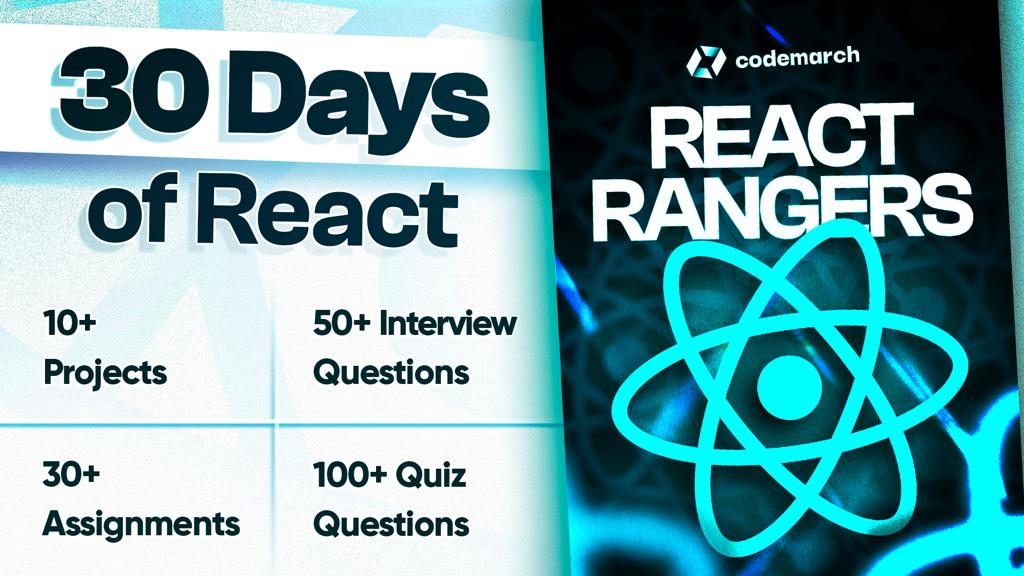 30 Days
of React
10+
Projects
50+ Interview
Questions
30+
Assignments
100+ Quiz
Questions
codemarch
REACT
RANGERS